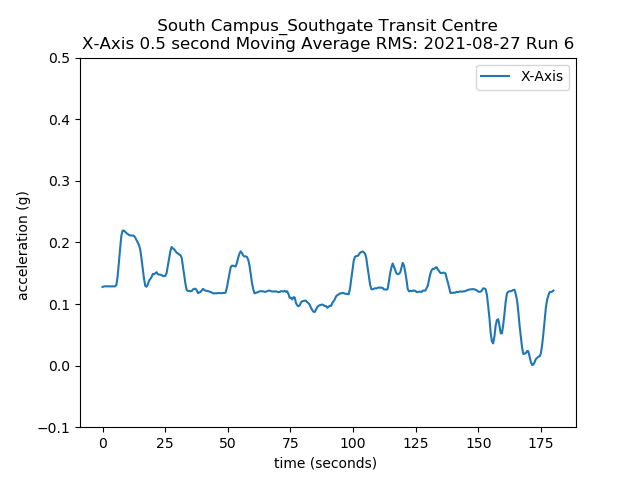 South Campus_Southgate Transit Centre
X-Axis 0.5 second Moving Average RMS: 2021-08-27 Run 6
X-Axis
0.5
0.4
0.3
0.2
0.1
0.0
−0.1
acceleration (g)
0 25 50 75 100 125 150 175
time (seconds)